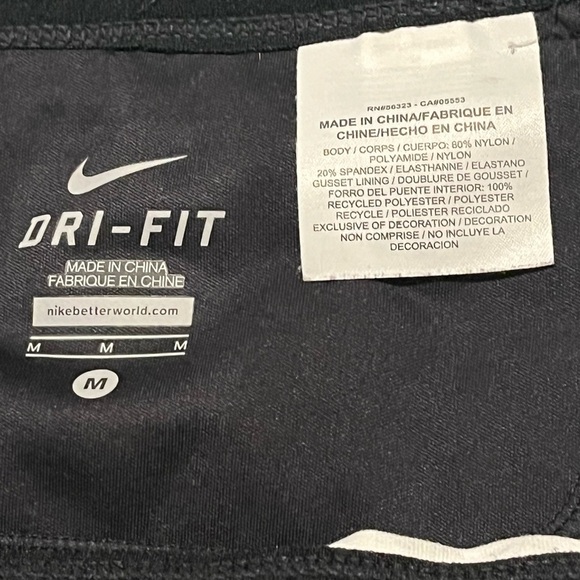 DRI-FIT
MADE IN CHINA
FABRIQUE EN CHINE
nikebetterworld.com
M M M
M
RN#56323 - CA#05553
MADE IN CHINA/FABRIQUE EN
CHINE/HECHO EN CHINA
BODY / CORPS / CUERPO: 80% NYLON /
POLYAMIDE / NYLON
20% SPANDEX / ELASTHANNE / ELASTANO
GUSSET LINING / DOUBLURE DE GOUSSET /
FORRO DEL PUENTE INTERIOR: 100%
RECYCLED POLYESTER / POLYESTER
RECYCLE / POLIESTER RECICLADO
EXCLUSIVE OF DECORATION / DECORATION
NON COMPRISE / NO INCLUYE LA
DECORACION